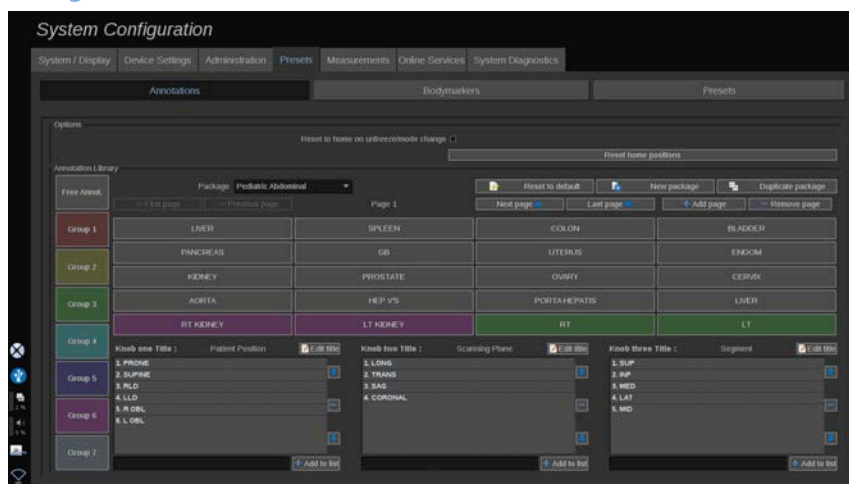 System Configuration
System / Display Device Settings Administration Presets Measurements Online Services System Diagnostics
Annotations Bodymarkers Presets
Options
Reset to home on unfreeze/mode change
Reset home positions
Annotation Library
Free Annot. Package Pediatric Abdominal Reset to default New package Duplicate package
First page Previous page Page 1 Next page Last page Add page Remove page
Group 1 LIVER SPLEEN COLON BLADDER
PANCREAS GB UTERUS ENDOM
Group 2
KIDNEY PROSTATE OVARY CERVIX
Group 3 AORTA HEP V'S PORTA HEPATIS LIVER
RT KIDNEY LT KIDNEY RT LT
Group 4
Knob one Title : Patient Position Edit title Knob two Title : Scanning Plane Edit title Knob three Title : Segment Edit title
1. PRONE 1. LONG 1. SUP
2. SUPINE 2. TRANS 2. INF
3. RLD 3. SAG 3. MED
4. LLD 4. CORONAL 4. LAT
5. R OBL 5. MID
6. L OBL
Group 5
Group 6
Group 7
Add to list Add to list Add to list